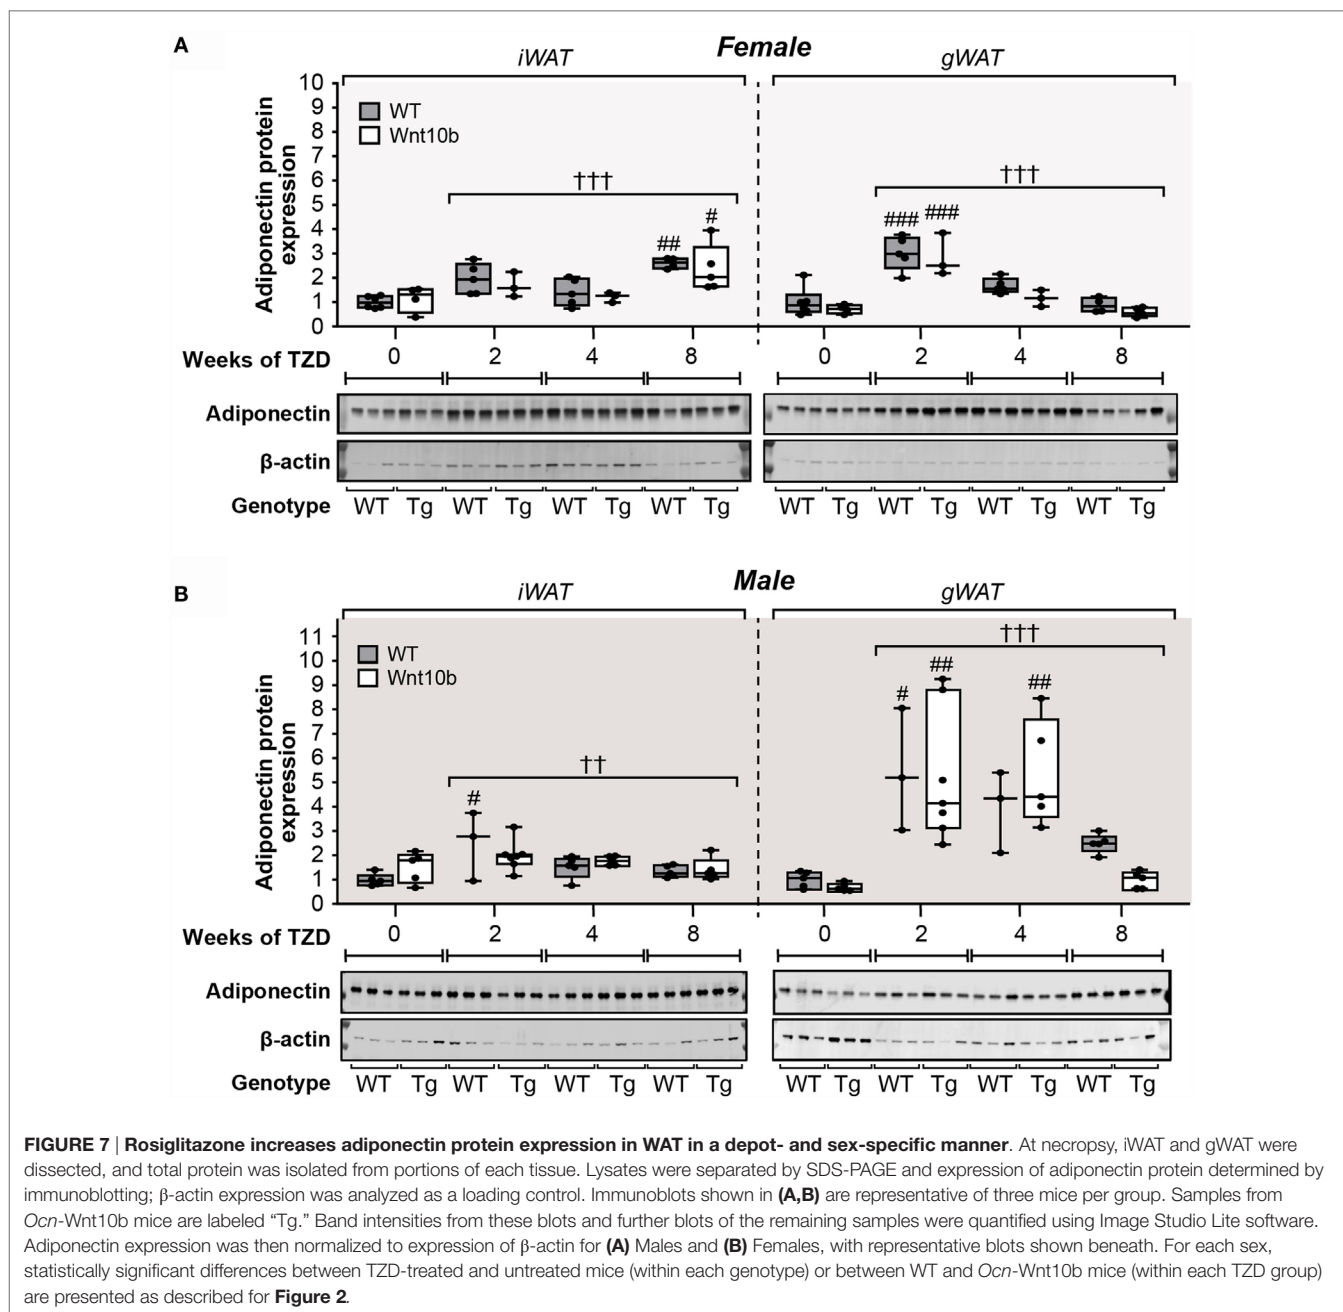 A
Female
iWAT
gWAT
10
9
8
7
6
5
4
3
2
1
0
Adiponectin protein
expression
WT
Wnt10b
†††
##
#
###
###
†††
Weeks of TZD
0
2
4
8
0
2
4
8
Adiponectin
β-actin
Genotype
WT Tg WT Tg WT Tg WT Tg
WT Tg WT Tg WT Tg WT Tg
B
Male
iWAT
gWAT
11
10
9
8
7
6
5
4
3
2
1
0
Adiponectin protein
expression
WT
Wnt10b
#
††
#
##
##
†††
Weeks of TZD
0
2
4
8
0
2
4
8
Adiponectin
β-actin
Genotype
WT Tg WT Tg WT Tg WT Tg
WT Tg WT Tg WT Tg WT Tg
FIGURE 7 | Rosiglitazone increases adiponectin protein expression in WAT in a depot- and sex-specific manner. At necropsy, iWAT and gWAT were
dissected, and total protein was isolated from portions of each tissue. Lysates were separated by SDS-PAGE and expression of adiponectin protein determined by
immunoblotting; β-actin expression was analyzed as a loading control. Immunoblots shown in (A,B) are representative of three mice per group. Samples from
Ocn-Wnt10b mice are labeled “Tg.” Band intensities from these blots and further blots of the remaining samples were quantified using Image Studio Lite software.
Adiponectin expression was then normalized to expression of β-actin for (A) Males and (B) Females, with representative blots shown beneath. For each sex,
statistically significant differences between TZD-treated and untreated mice (within each genotype) or between WT and Ocn-Wnt10b mice (within each TZD group)
are presented as described for Figure 2.